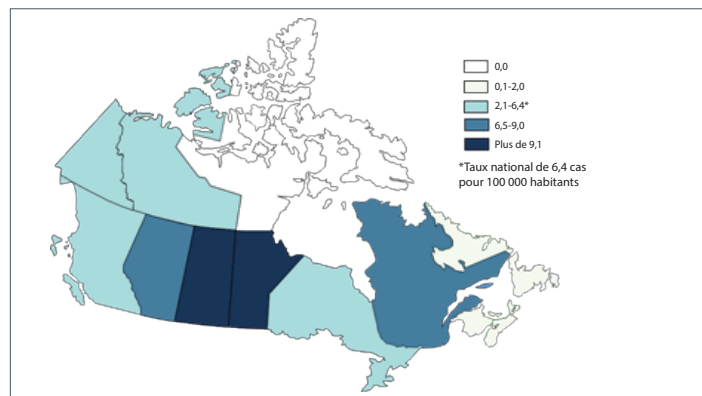 0,0
0,1-2,0
2,1-6,4*
6,5-9,0
Plus de 9,1
*Taux national de 6,4 cas
pour 100 000 habitants